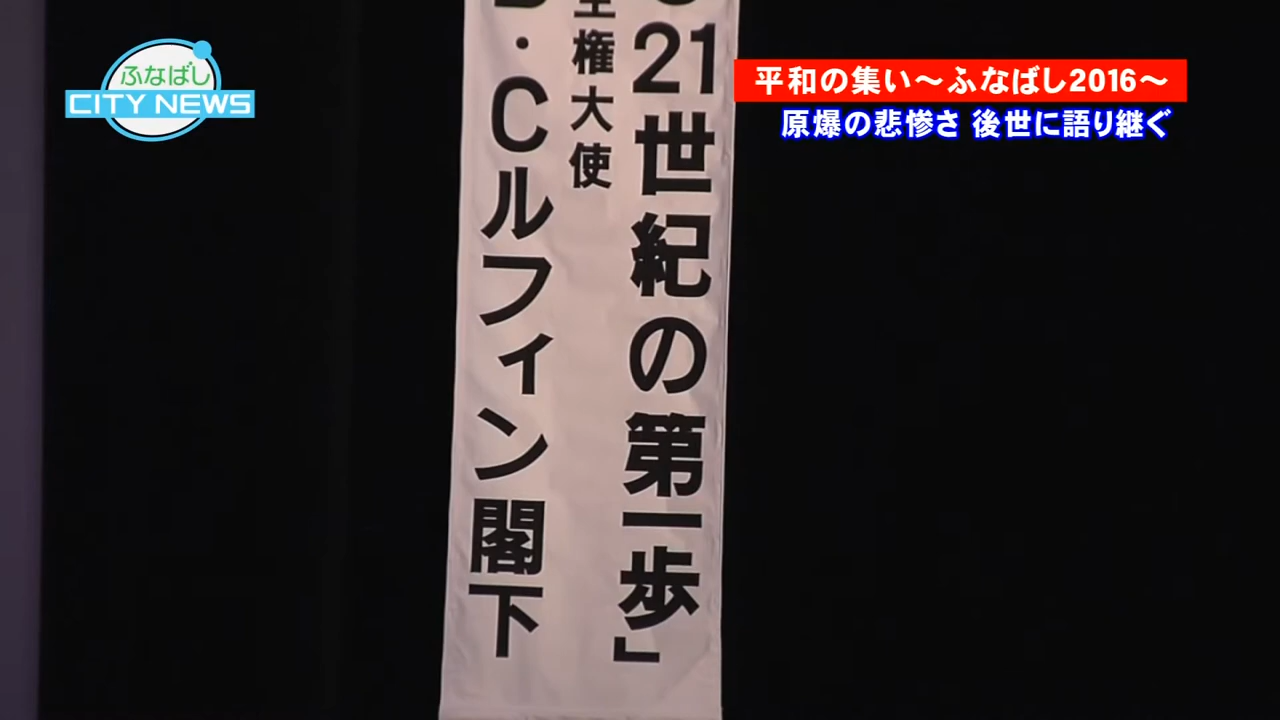 ふなばし
CITY NEWS
平和の集い～ふなばし2016～
原爆の悲惨さ 後世に語り継ぐ
21世紀の第一歩」
権大使
・Cルフィン閣下